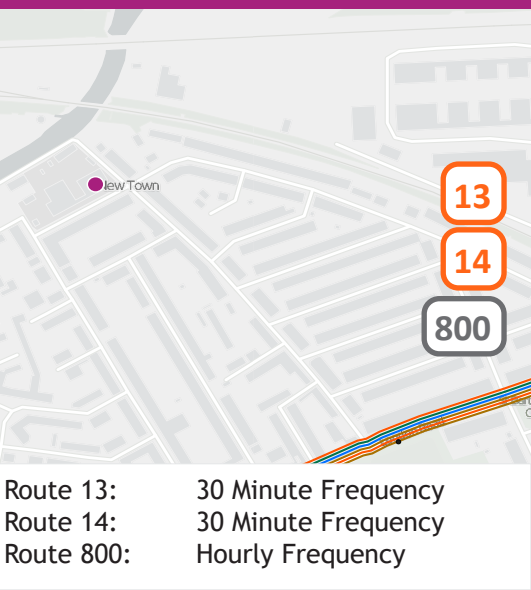 New Town
13
14
800
Route 13: 30 Minute Frequency
Route 14: 30 Minute Frequency
Route 800: Hourly Frequency